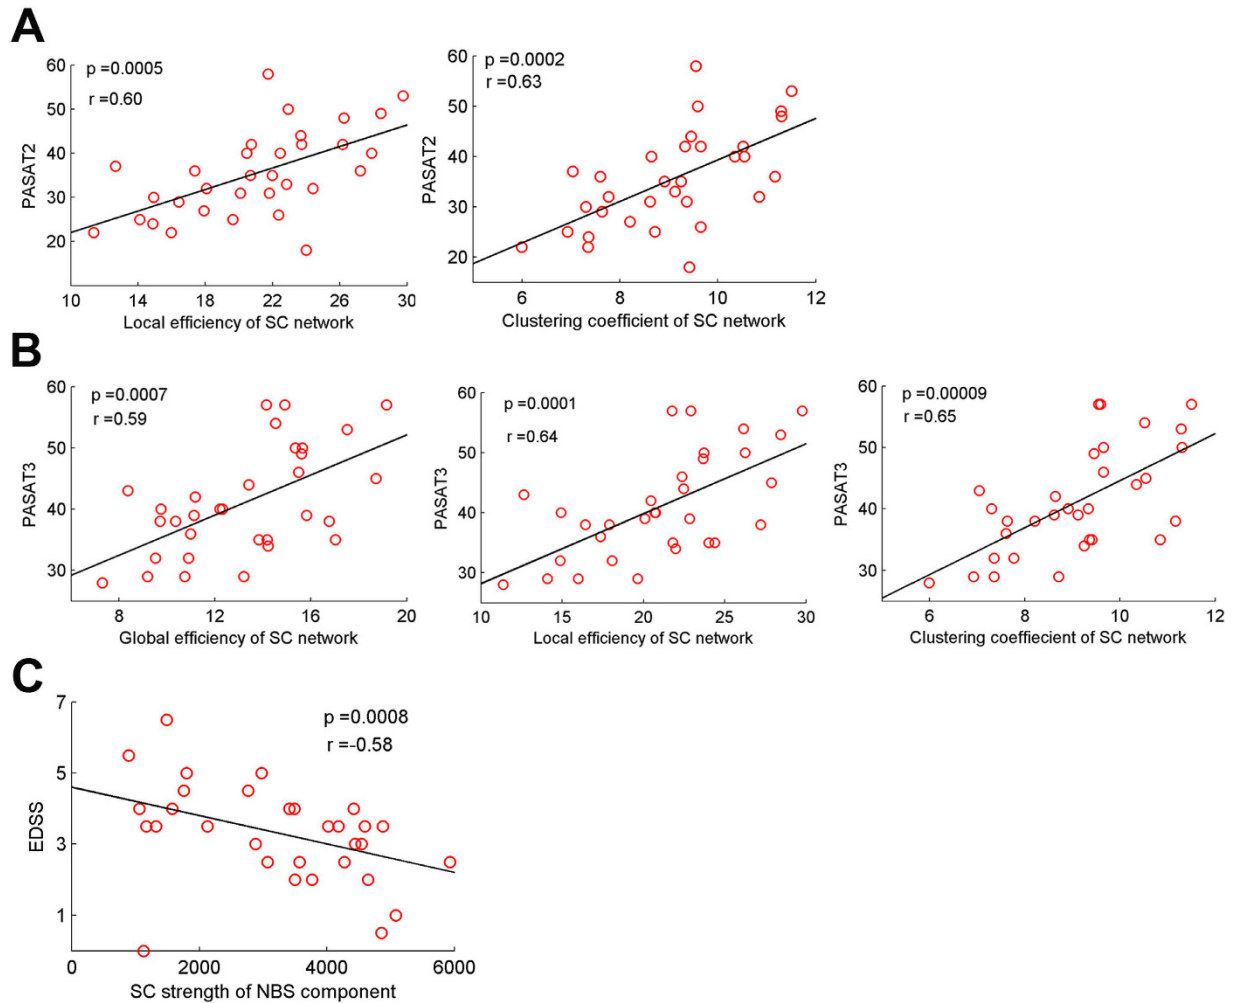 A
p =0.0005
r =0.60
60
50
40
30
20
PASAT2
10 14 18 22 26 30
Local efficiency of SC network
p =0.0002
r =0.63
60
50
40
30
20
PASAT2
6 8 10 12
Clustering coefficient of SC network
B
p =0.0007
r =0.59
60
50
40
30
PASAT3
8 12 16 20
Global efficiency of SC network
p =0.0001
r =0.64
60
50
40
30
PASAT3
10 15 20 25 30
Local efficiency of SC network
p =0.00009
r =0.65
60
50
40
30
PASAT3
6 8 10 12
Clustering coeffiecient of SC network
C
p =0.0008
r =-0.58
7
5
3
1
EDSS
0 2000 4000 6000
SC strength of NBS component